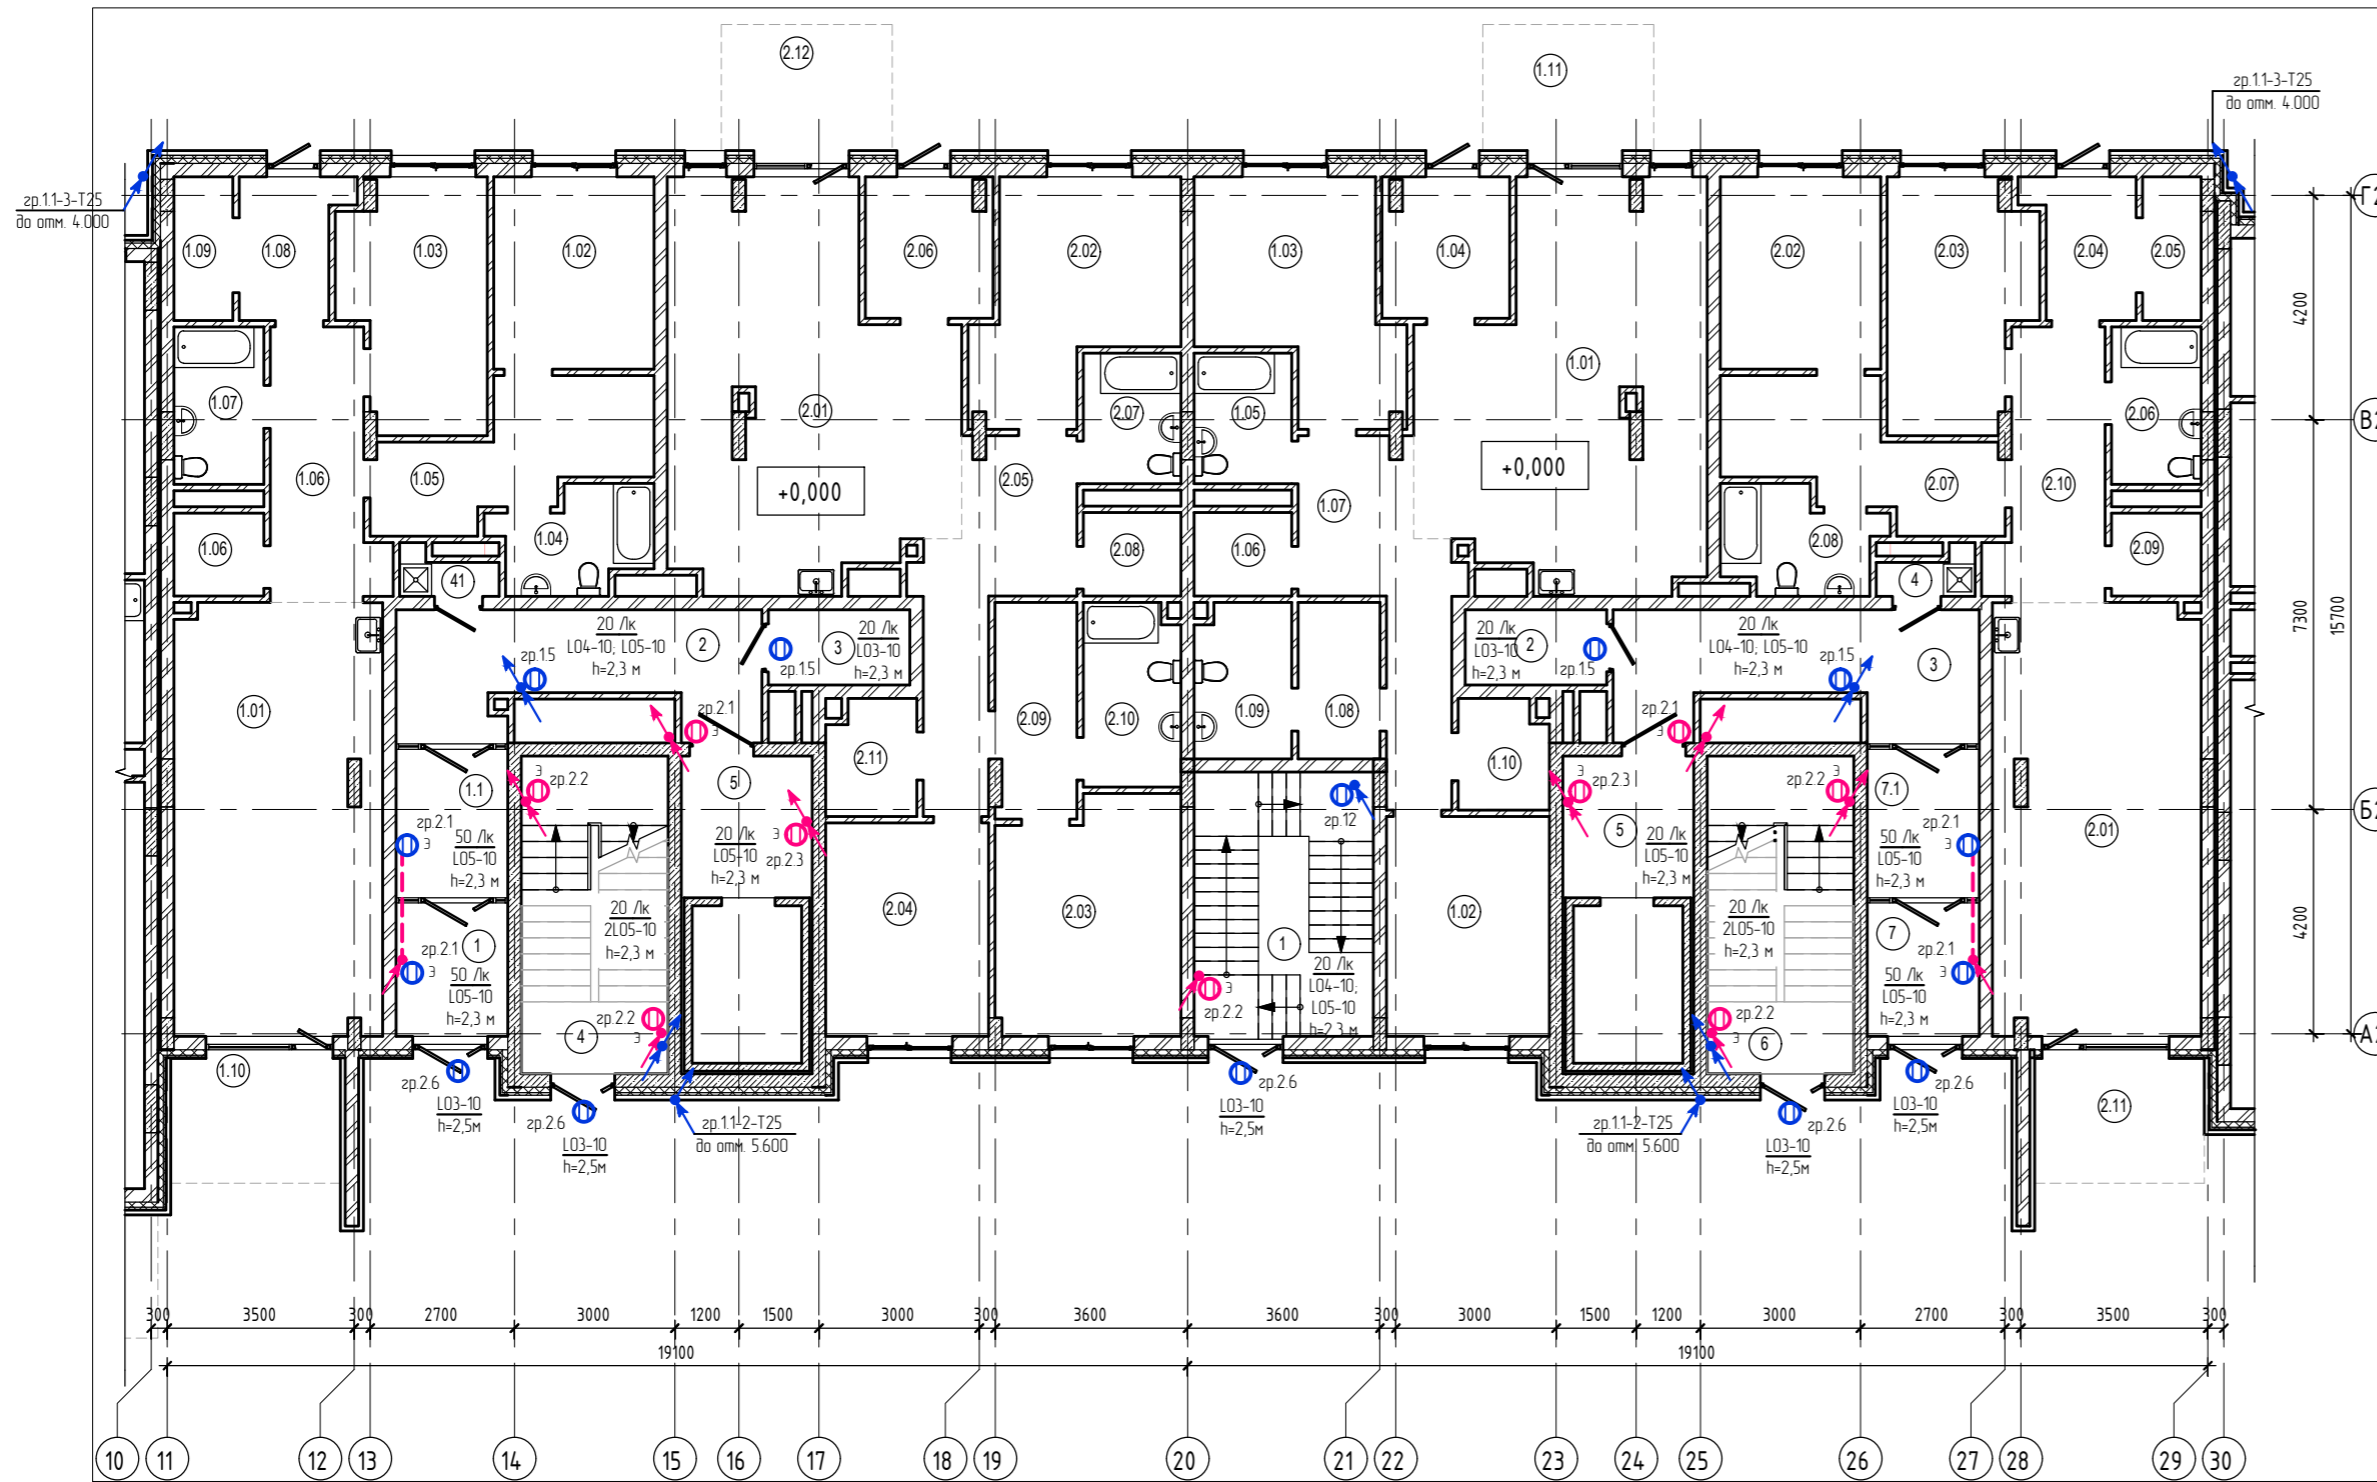 2.12
1.11
гр.1.1-3-Т25
до отм. 4.000
гр.1.1-3-Т25
до отм. 4.000
1.09
1.08
1.03
1.02
2.06
2.02
1.03
1.04
2.02
2.03
2.04
2.05
1.07
2.01
2.07
1.05
1.01
2.06
1.06
1.05
+0,000
2.05
1.07
+0,000
2.07
2.10
1.06
1.04
41
2.08
1.06
2.08
4
2.09
20 Лк
L04-10; L05-10
h=2,3 м
2
гр.1.5
гр.1.5
3
20 Лк
L03-10
h=2,3 м
20 Лк
L03-10
h=2,3 м
2
гр.1.5
20 Лк
L04-10; L05-10
h=2,3 м
гр.1.5
3
1.01
гр.2.1
Э
2.09
2.10
1.09
1.08
гр.2.1
Э
2.11
1.10
1.1
Э
гр.2.2
5
Э
гр.2.3
гр.12
Э
гр.2.3
5
Э
гр.2.2
7.1
2.01
гр.2.1
Э
50 Лк
L05-10
h=2,3 м
20 Лк
L05-10
h=2,3 м
20 Лк
L05-10
h=2,3 м
гр.2.1
Э
50 Лк
L05-10
h=2,3 м
2.04
2.03
1.02
20 Лк
2L05-10
h=2,3 м
20 Лк
2L05-10
h=2,3 м
1
гр.2.1
Э
50 Лк
L05-10
h=2,3 м
1
20 Лк
L04-10;
L05-10
h=2,3 м
Э
гр.2.2
7
гр.2.1
Э
50 Лк
L05-10
h=2,3 м
4
гр.2.2
Э
гр.2.2
Э
6
1.10
гр.2.6
L03-10
h=2,5м
гр.2.6
L03-10
h=2,5м
гр.1.1-2-Т25
до отм. 5.600
гр.2.6
L03-10
h=2,5м
гр.1.1-2-Т25
до отм. 5.600
гр.2.6
L03-10
h=2,5м
гр.2.6
L03-10
h=2,5м
2.11
4200
7300
15700
4200
300
3500
300
2700
3000
1200
1500
3000
300
3600
3600
300
3000
1500
1200
3000
2700
300
3500
300
19100
19100
10
11
12
13
14
15
16
17
18
19
20
21
22
23
24
25
26
27
28
29
30